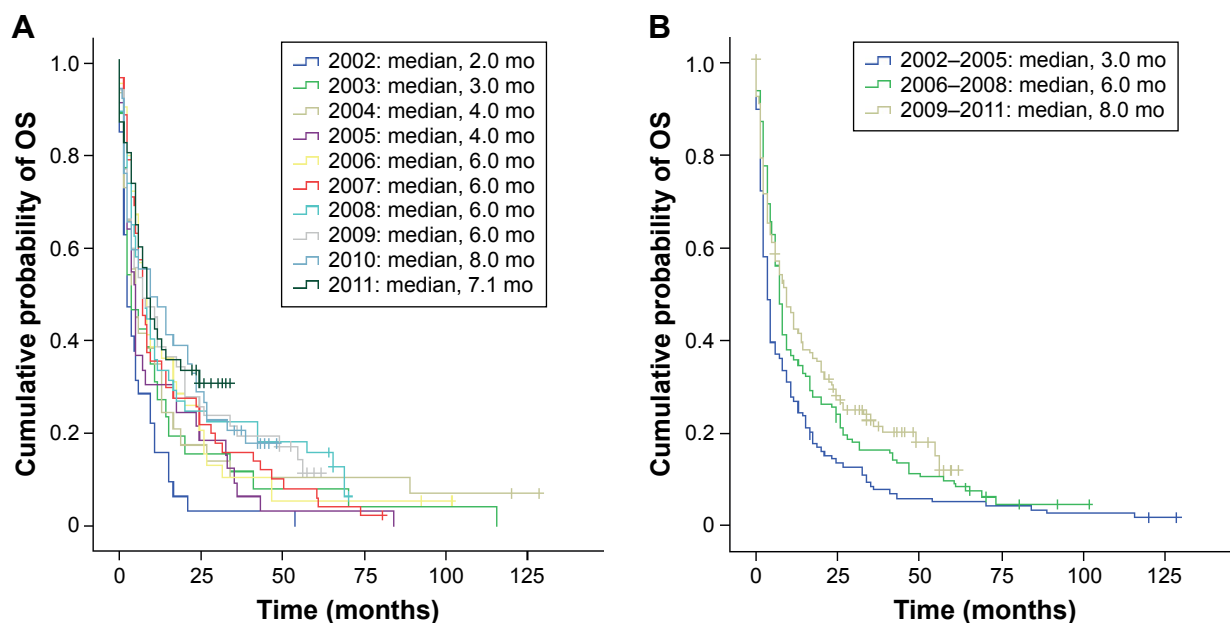 A
Cumulative probability of OS
1.0
0.8
0.6
0.4
0.2
0
2002: median, 2.0 mo
2003: median, 3.0 mo
2004: median, 4.0 mo
2005: median, 4.0 mo
2006: median, 6.0 mo
2007: median, 6.0 mo
2008: median, 6.0 mo
2009: median, 6.0 mo
2010: median, 8.0 mo
2011: median, 7.1 mo
0 25 50 75 100 125
Time (months)
B
Cumulative probability of OS
1.0
0.8
0.6
0.4
0.2
0
2002–2005: median, 3.0 mo
2006–2008: median, 6.0 mo
2009–2011: median, 8.0 mo
0 25 50 75 100 125
Time (months)